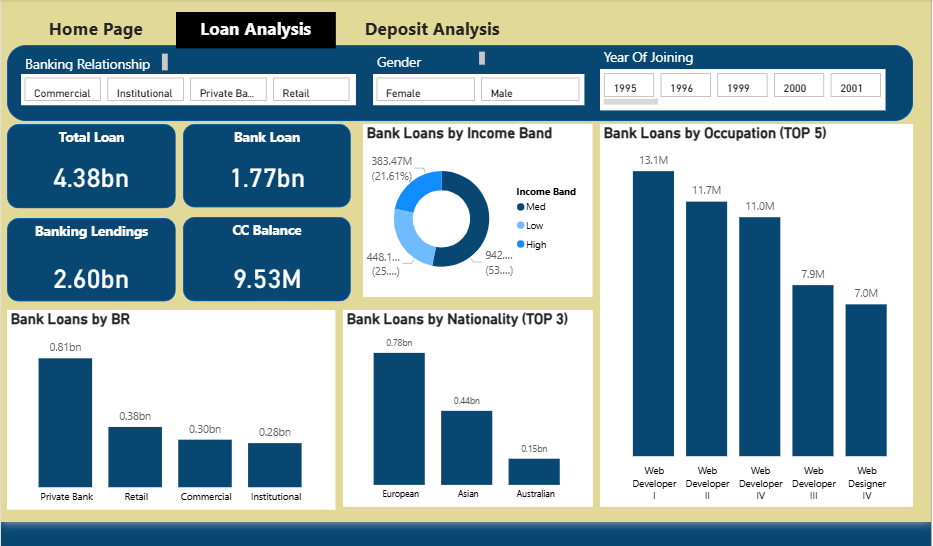 Home Page
Loan Analysis
Deposit Analysis
Banking Relationship
Commercial
Institutional
Private Ba...
Retail
Gender
Female
Male
Year Of Joining
1995
1996
1999
2000
2001
Total Loan
4.38bn
Bank Loan
1.77bn
Banking Lendings
2.60bn
CC Balance
9.53M
Bank Loans by Income Band
383.47M
(21.61%)
448.1...
(25....)
942....
(53....)
Income Band
Med
Low
High
Bank Loans by Occupation (TOP 5)
13.1M
11.7M
11.0M
7.9M
7.0M
Web
Developer
I
Web
Developer
II
Web
Developer
IV
Web
Developer
III
Web
Designer
IV
Bank Loans by BR
0.81bn
0.38bn
0.30bn
0.28bn
Private Bank
Retail
Commercial
Institutional
Bank Loans by Nationality (TOP 3)
0.78bn
0.44bn
0.15bn
European
Asian
Australian